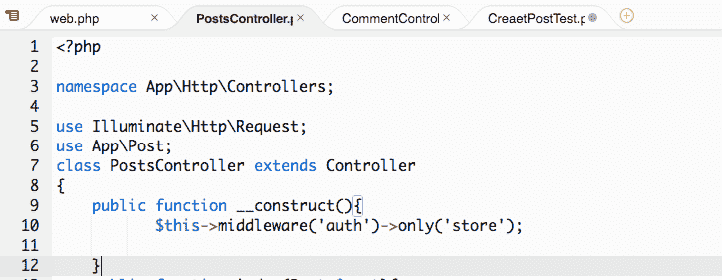 web.php × PostsController.p × CommentControl × CreaetPostTest.p
1 <?php
2
3 namespace App\Http\Controllers;
4
5 use Illuminate\Http\Request;
6 use App\Post;
7 class PostsController extends Controller
8 {
9 public function __construct(){
10 $this->middleware('auth')->only('store');
11
12 }